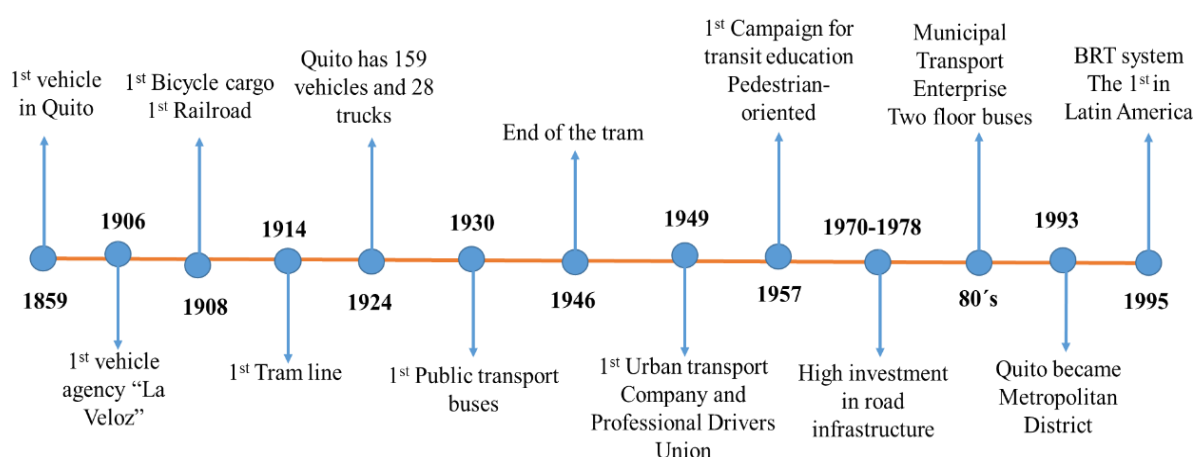 1st vehicle
in Quito
1859
1906
1st vehicle
agency “La
Veloz”
1st Bicycle cargo
1st Railroad
1908
1914
1st Tram line
Quito has 159
vehicles and 28
trucks
1924
1930
1st Public transport
buses
End of the tram
1946
1949
1st Urban transport
Company and
Professional Drivers
Union
1st Campaign for
transit education
Pedestrian-
oriented
1957
1970-1978
High investment
in road
infrastructure
Municipal
Transport
Enterprise
Two floor buses
80´s
1993
Quito became
Metropolitan
District
BRT system
The 1st in
Latin America
1995